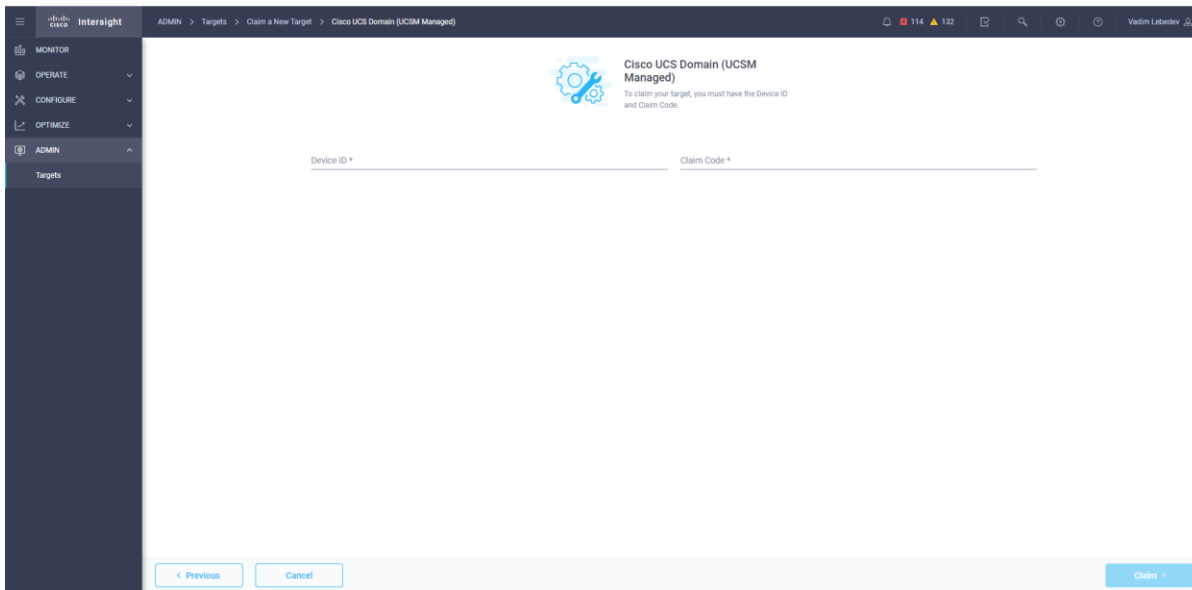 cisco Intersight
ADMIN > Targets > Claim a New Target > Cisco UCS Domain (UCSM Managed)
114 132
Vadim Lebedev
MONITOR
OPERATE
CONFIGURE
OPTIMIZE
ADMIN
Targets
Cisco UCS Domain (UCSM
Managed)
To claim your target, you must have the Device ID
and Claim Code.
Device ID *
Claim Code *
< Previous
Cancel
Claim >